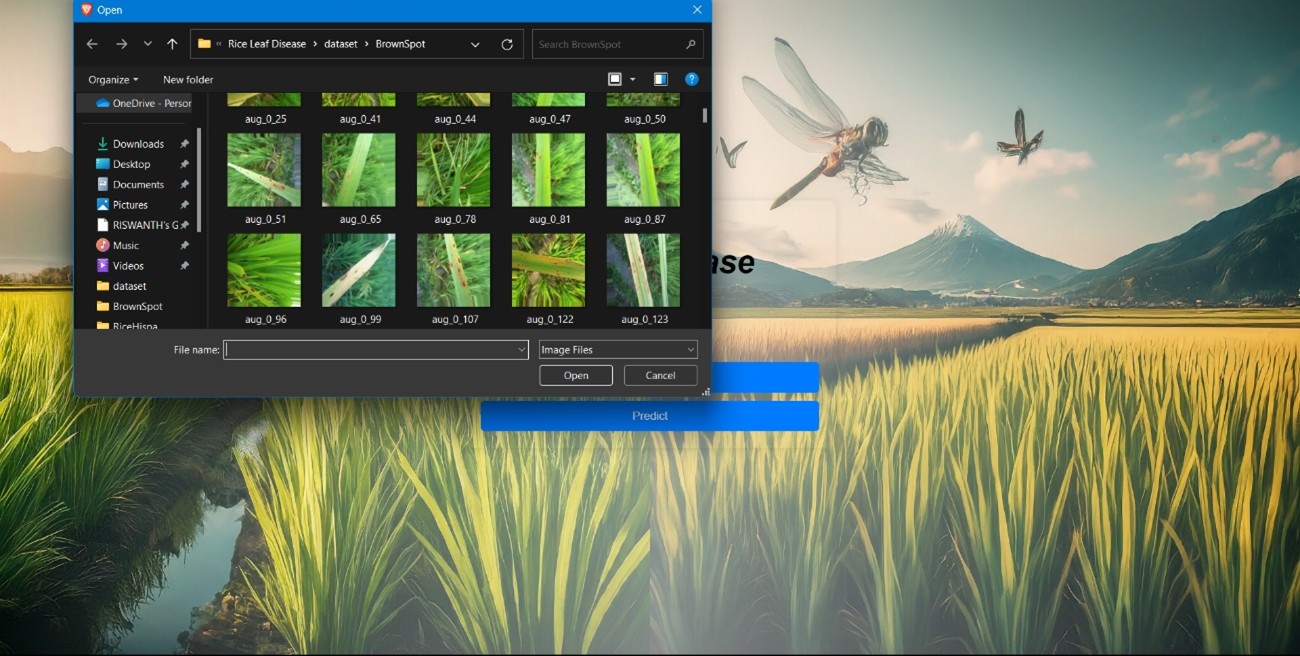 Open
« Rice Leaf Disease > dataset > BrownSpot
Search BrownSpot
Organize
New folder
OneDrive - Persor
Downloads
Desktop
Documents
Pictures
RISWANTH's G
Music
Videos
dataset
BrownSpot
RiceHispa
aug_0_25 aug_0_41 aug_0_44 aug_0_47 aug_0_50
aug_0_51 aug_0_65 aug_0_78 aug_0_81 aug_0_87
aug_0_96 aug_0_99 aug_0_107 aug_0_122 aug_0_123
File name:
Image Files
Open
Cancel
ase
Predict